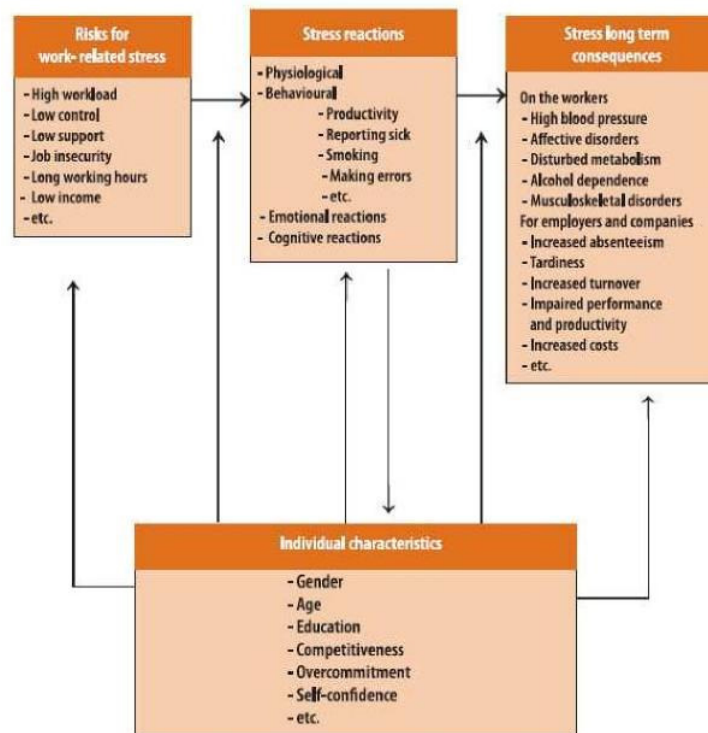 Risks for
work- related stress
- High workload
- Low control
- Low support
- Job insecurity
- Long working hours
- Low income
- etc.
Stress reactions
- Physiological
- Behavioural
- Productivity
- Reporting sick
- Smoking
- Making errors
- etc.
- Emotional reactions
- Cognitive reactions
Stress long term
consequences
On the workers
- High blood pressure
- Affective disorders
- Disturbed metabolism
- Alcohol dependence
- Musculoskeletal disorders
For employers and companies
- Increased absenteeism
- Tardiness
- Increased turnover
- Impaired performance
and productivity
- Increased costs
- etc.
Individual characteristics
- Gender
- Age
- Education
- Competitiveness
- Overcommitment
- Self-confidence
- etc.